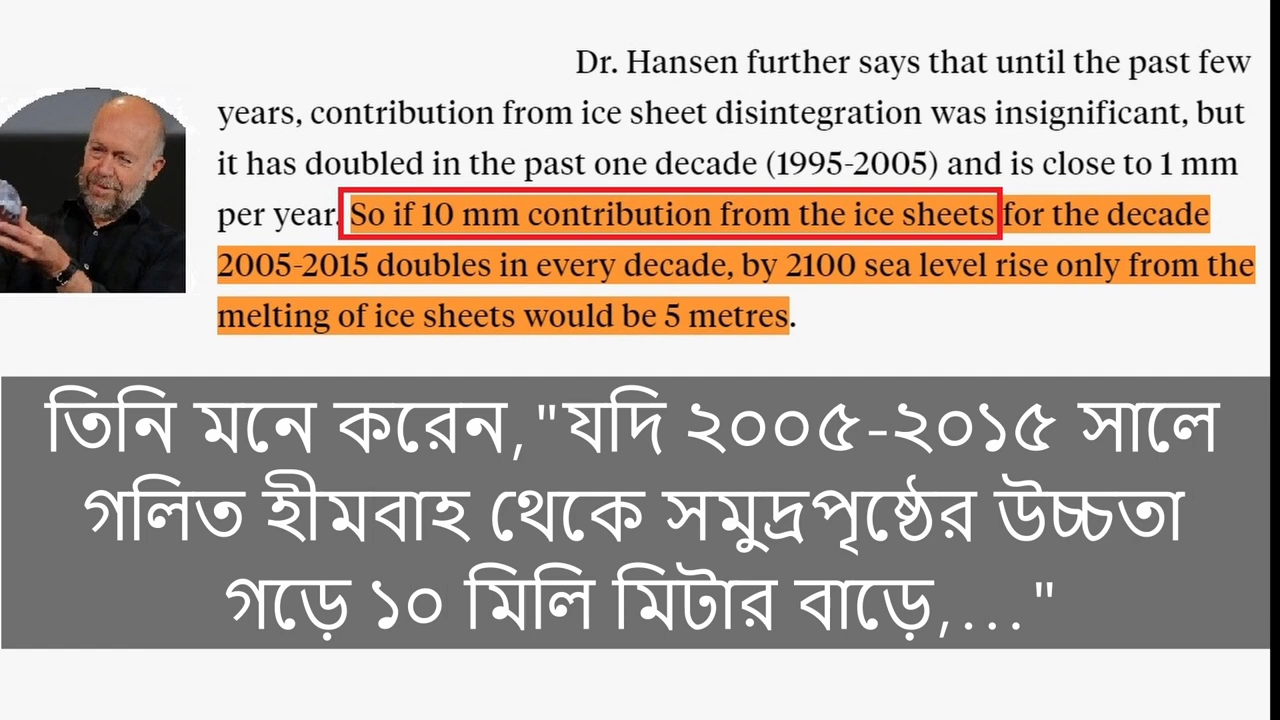 Dr. Hansen further says that until the past few
years, contribution from ice sheet disintegration was insignificant, but
it has doubled in the past one decade (1995-2005) and is close to 1 mm
per year. So if 10 mm contribution from the ice sheets for the decade
2005-2015 doubles in every decade, by 2100 sea level rise only from the
melting of ice sheets would be 5 metres.
তিনি মনে করেন,"যদি ২০০৫-২০১৫ সালে
গলিত হীমবাহ থেকে সমুদ্রপৃষ্ঠের উচ্চতা
গড়ে ১০ মিলি মিটার বাড়ে,..."